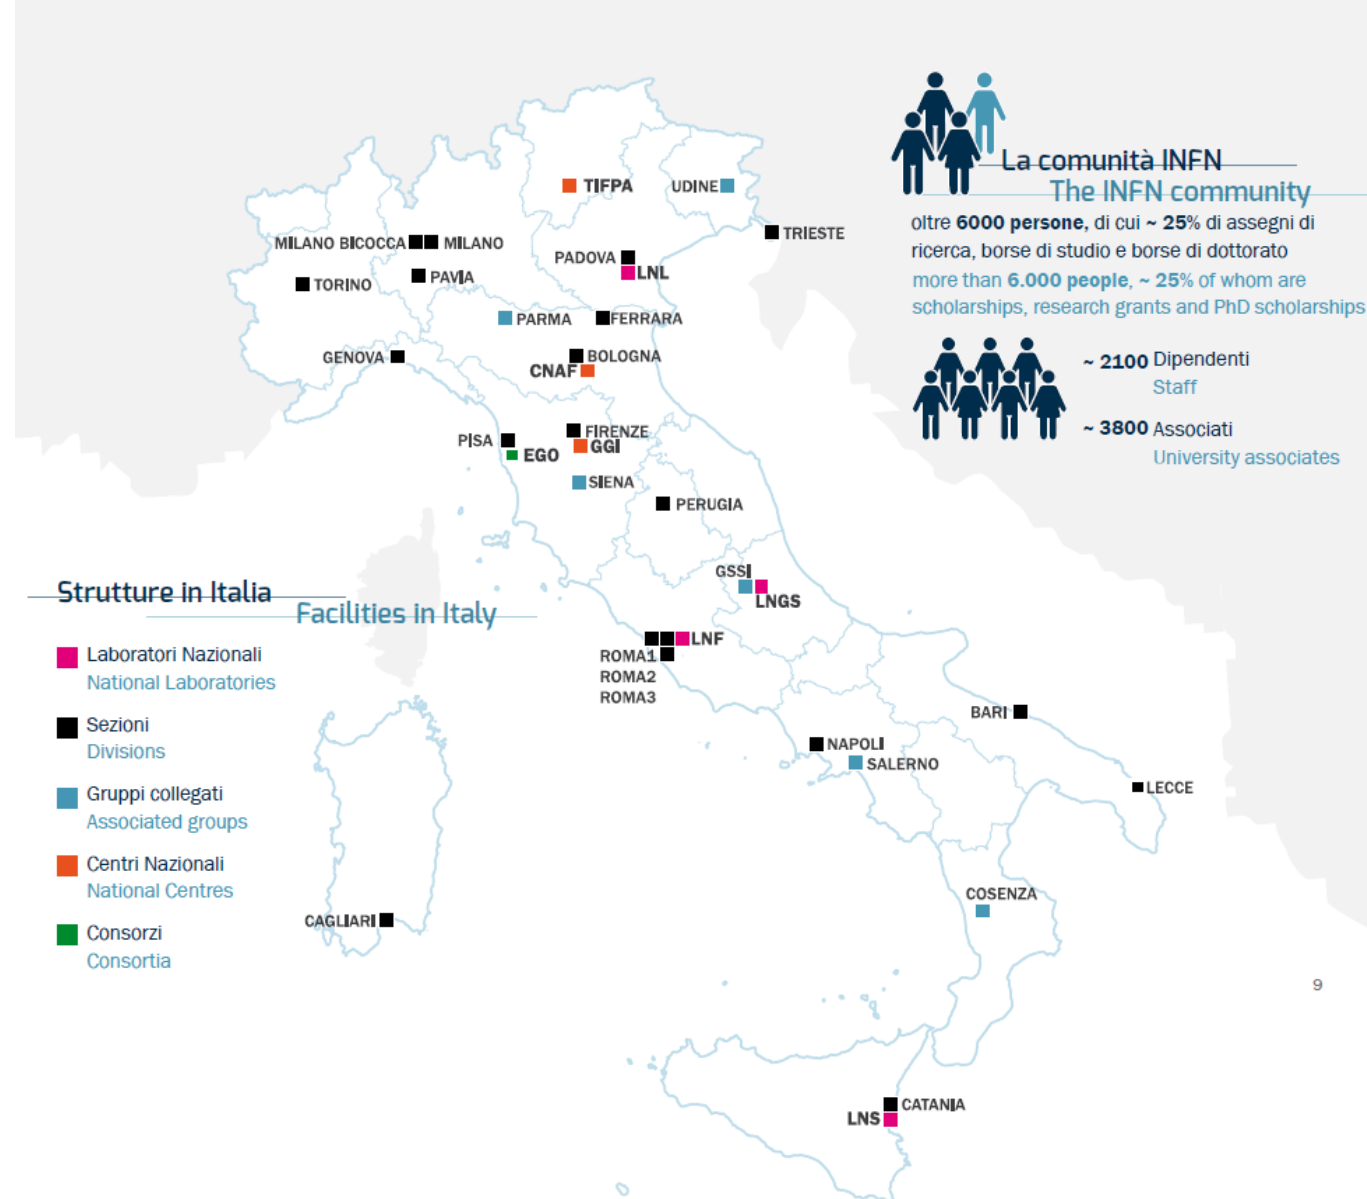 La comunità INFN
The INFN community
oltre 6000 persone, di cui ~ 25% di assegni di
ricerca, borse di studio e borse di dottorato
more than 6.000 people, ~ 25% of whom are
scholarships, research grants and PhD scholarships
~ 2100 Dipendenti
Staff
~ 3800 Associati
University associates
TIFPA
UDINE
TRIESTE
MILANO BICOCCA
MILANO
PADOVA
LNL
TORINO
PAVIA
PARMA
FERRARA
GENOVA
BOLOGNA
CNAF
PISA
FIRENZE
GGI
EGO
SIENA
PERUGIA
GSSI
LNGS
LNF
ROMA1
ROMA2
ROMA3
BARI
NAPOLI
SALERNO
LECCE
COSENZA
CAGLIARI
CATANIA
LNS
Strutture in Italia
Facilities in Italy
Laboratori Nazionali
National Laboratories
Sezioni
Divisions
Gruppi collegati
Associated groups
Centri Nazionali
National Centres
Consorzi
Consortia
9